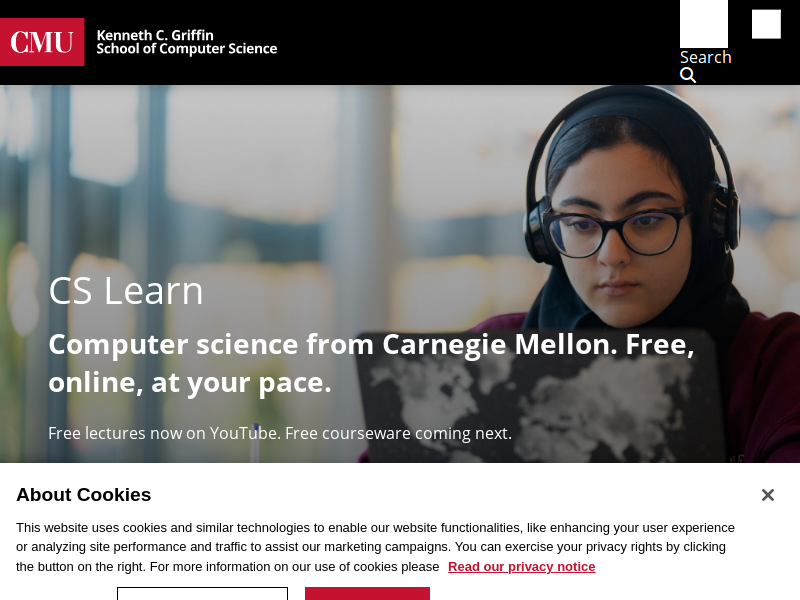 CMU
Kenneth C. Griffin
School of Computer Science
Search
CS Learn
Computer science from Carnegie Mellon. Free,
online, at your pace.
Free lectures now on YouTube. Free courseware coming next.
About Cookies
This website uses cookies and similar technologies to enable our website functionalities, like enhancing your user experience
or analyzing site performance and traffic to assist our marketing campaigns. You can exercise your privacy rights by clicking
the button on the right. For more information on our use of cookies please Read our privacy notice